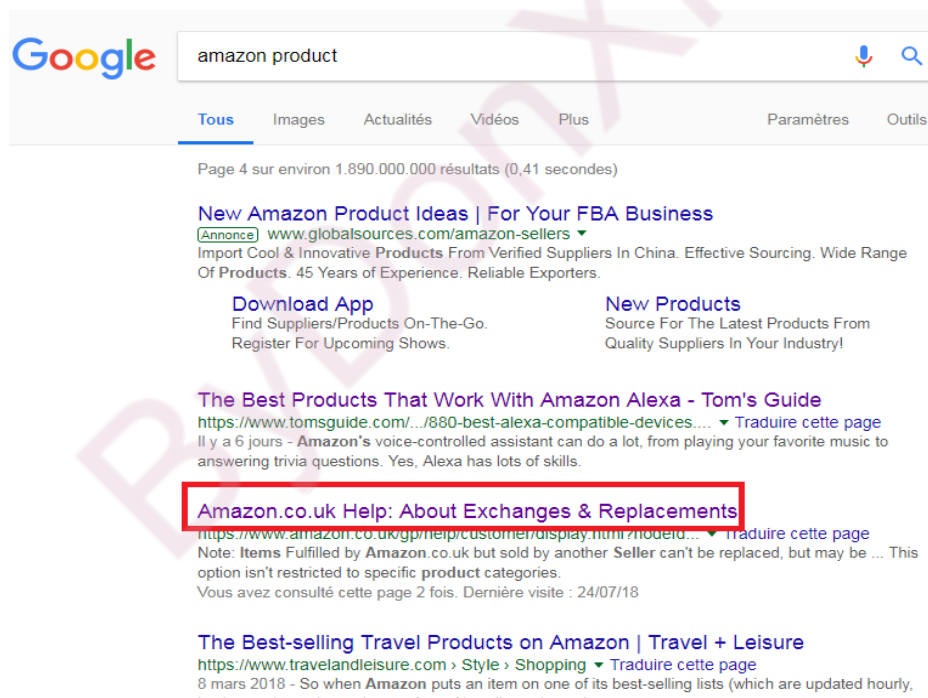 Google
amazon product
Tous Images Actualités Vidéos Plus Paramètres Outils
Page 4 sur environ 1.890.000.000 résultats (0,41 secondes)
New Amazon Product Ideas | For Your FBA Business
Annonce www.globalsources.com/amazon-sellers
Import Cool & Innovative Products From Verified Suppliers In China. Effective Sourcing. Wide Range
Of Products. 45 Years of Experience. Reliable Exporters.
Download App
Find Suppliers/Products On-The-Go.
Register For Upcoming Shows.
New Products
Source For The Latest Products From
Quality Suppliers In Your Industry!
The Best Products That Work With Amazon Alexa - Tom's Guide
https://www.tomsguide.com/.../880-best-alexa-compatible-devices.... Traduire cette page
Il y a 6 jours - Amazon's voice-controlled assistant can do a lot, from playing your favorite music to
answering trivia questions. Yes, Alexa has lots of skills.
Amazon.co.uk Help: About Exchanges & Replacements
https://www.amazon.co.uk/gp/help/customer/display.html?nodeId... Traduire cette page
Note: Items Fulfilled by Amazon.co.uk but sold by another Seller can't be replaced, but may be ... This
option isn't restricted to specific product categories.
Vous avez consulté cette page 2 fois. Dernière visite : 24/07/18
The Best-selling Travel Products on Amazon | Travel + Leisure
https://www.travelandleisure.com › Style › Shopping Traduire cette page
8 mars 2018 - So when Amazon puts an item on one of its best-selling lists (which are updated hourly,